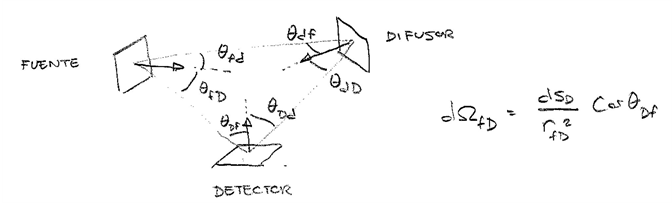 θdf
DIFUSOR
θfd
FUENTE
θdD
θfD
θDf
θDd
dΩfD = dSD / rfD² Cos θDf
DETECTOR